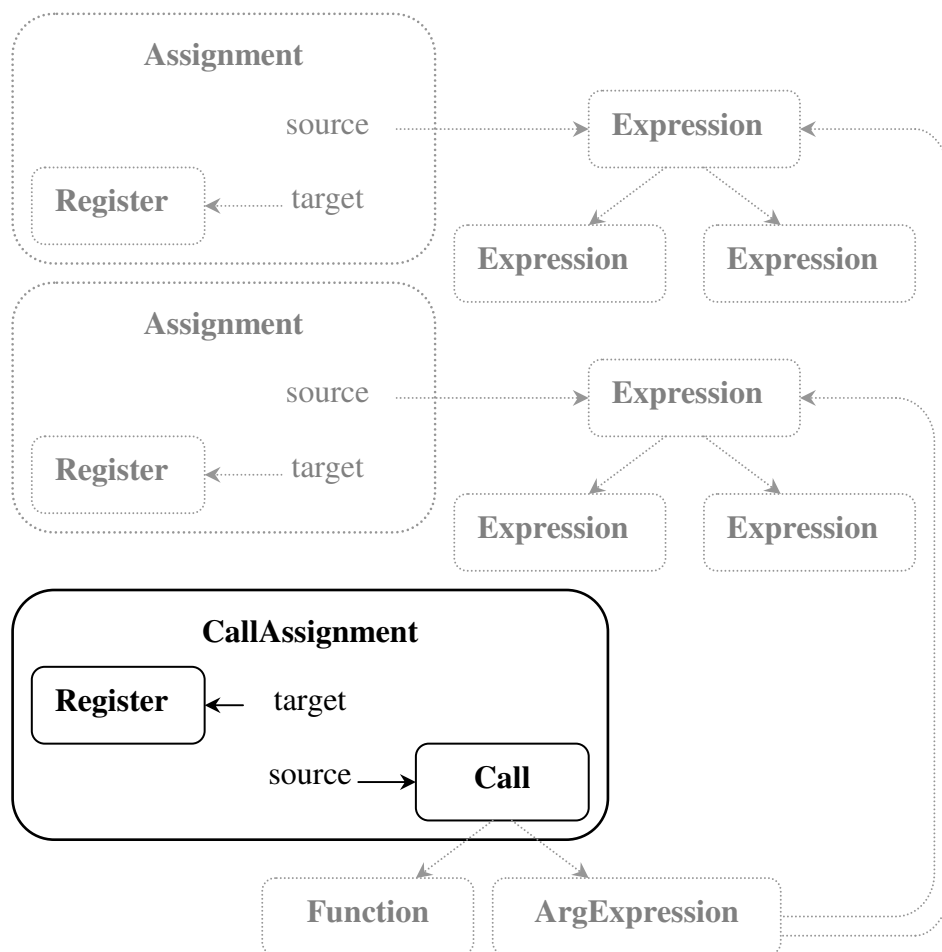 Assignment
source Expression
Register target
Expression Expression
Assignment
source Expression
Register target
Expression Expression
CallAssignment
Register target
source Call
Function ArgExpression